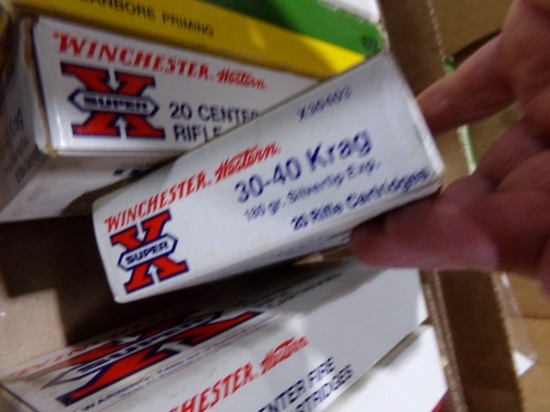 CLEANBORE PRIMING
WINCHESTER Western
SUPER X
20 CENTER
RIFLE
X30403
WINCHESTER Western
30-40 Krag
180 gr. Silvertip Exp.
20 Rifle Cartridges
SUPER X
SUPER X
WINCHESTER Western
CENTER FIRE
CARTRIDGES